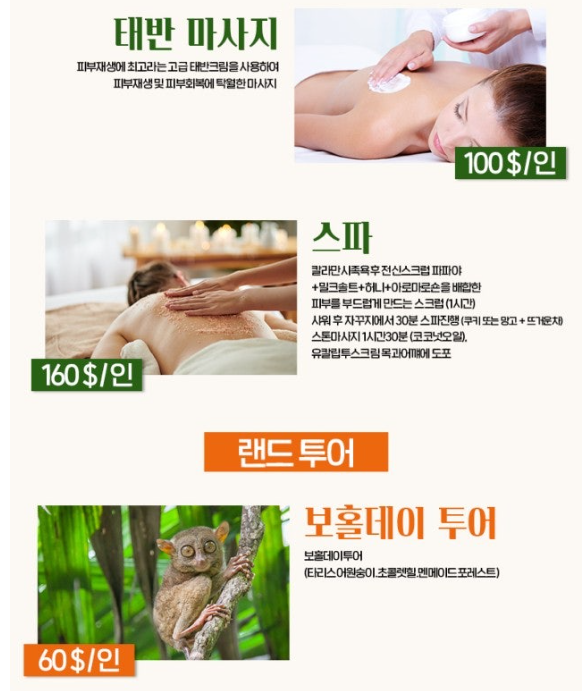 태반 마사지
피부재생에 최고라는 고급 태반크림을 사용하여
피부재생 및 피부회복에 탁월한 마사지
100$/인
스파
깔라만시족욕후 전신스크럽 파파야
+밀크솔트+허니+아로마로숀을 배합한
피부를 부드럽게 만드는 스크럽 (1시간)
샤워 후 자꾸지에서 30분 스파진행 (쿠키 또는 망고 + 뜨거운차)
스톤마사지 1시간30분 (코코넛오일),
유칼립투스크림 목과어깨에 도포
160$/인
랜드 투어
보홀데이 투어
보홀데이투어
(타리스어원숭이.초콜렛힐.멘메이드포레스트)
60$/인